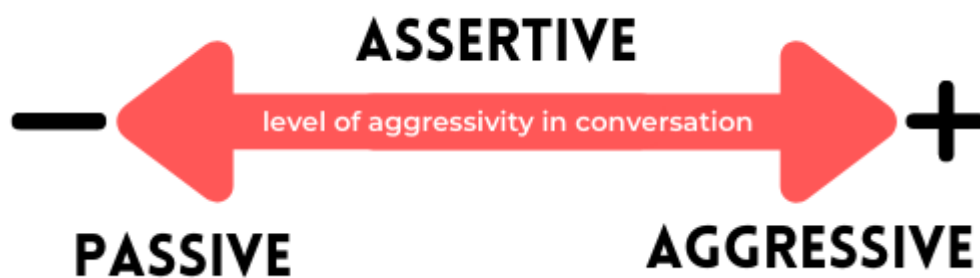 ASSERTIVE
level of aggressivity in conversation
− +
PASSIVE AGGRESSIVE